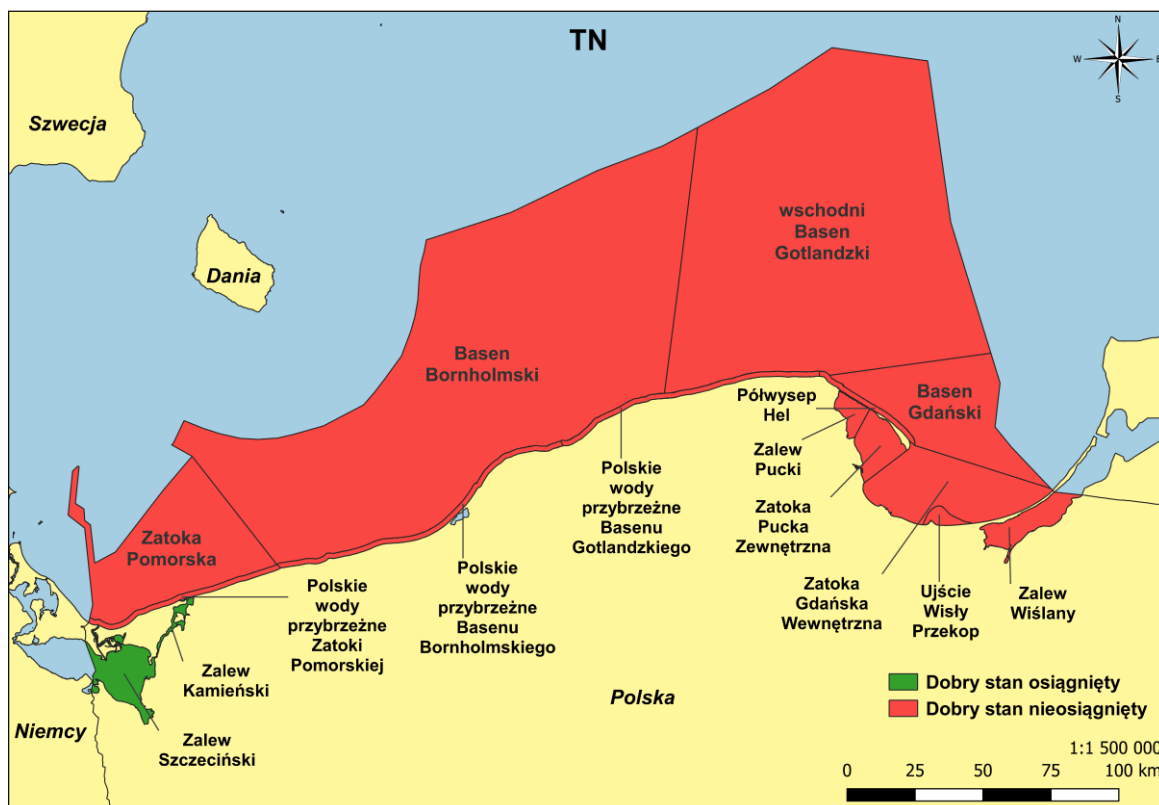 TN
N
W
E
S
Szwecja
Dania
wschodni
Basen
Gotlandzki
Basen
Bornholmski
Basen
Gdański
Półwysep
Hel
Zalew
Pucki
Zatoka
Pucka
Zewnętrzna
Zatoka
Gdańska
Wewnętrzna
Ujście
Wisły
Przekop
Zalew
Wiślany
Polskie
wody
przybrzeżne
Basenu
Gotlandzkiego
Polskie
wody
przybrzeżne
Basenu
Bornholmskiego
Zatoka
Pomorska
Polskie
wody
przybrzeżne
Zatoki
Pomorskiej
Zalew
Kamieński
Zalew
Szczeciński
Niemcy
Polska
Dobry stan osiągnięty
Dobry stan nieosiągnięty
1:1 500 000
0 25 50 75 100 km